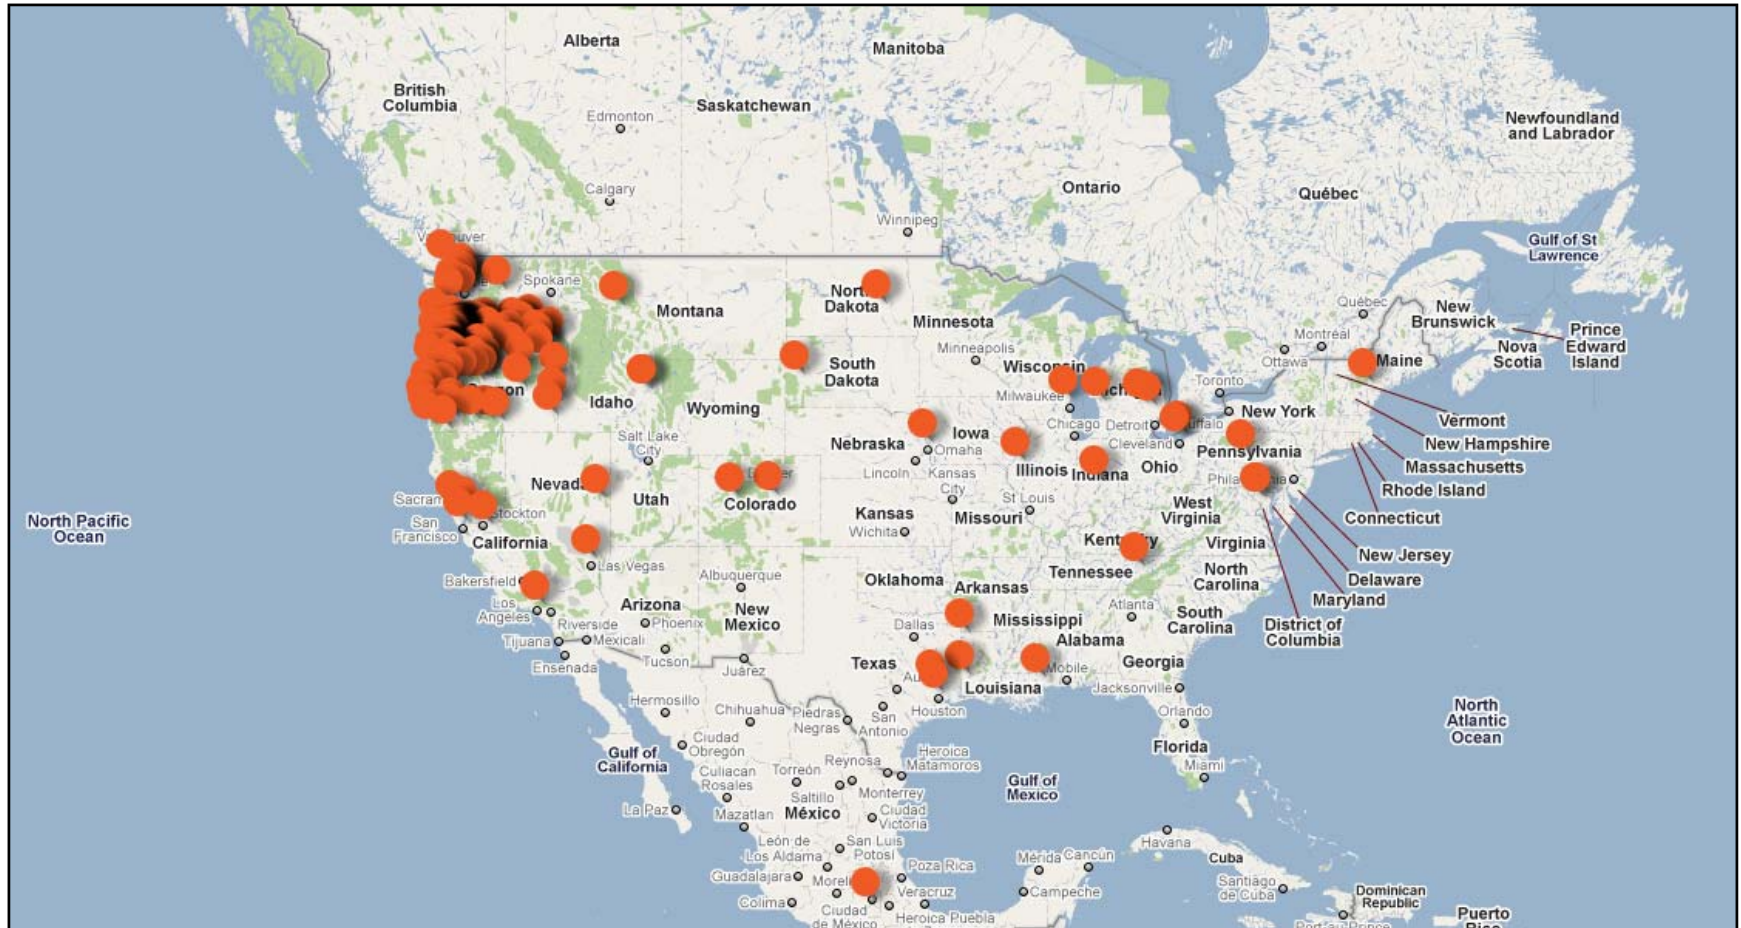 Alberta
Manitoba
British
Columbia
Saskatchewan
Edmonton
Newfoundland
and Labrador
Calgary
Ontario
Québec
Winnipeg
Gulf of St
Lawrence
Spokane
North
Dakota
Montana
Minnesota
Québec
New
Brunswick
Prince
Edward
Island
Montréal
Ottawa
Nova
Scotia
Maine
Minneapolis
South
Dakota
Wisconsin
Toronto
Idaho
Wyoming
Milwaukee
New York
Vermont
New Hampshire
Massachusetts
Rhode Island
Connecticut
New Jersey
Delaware
Maryland
District of
Columbia
Chicago
Detroit
Cleveland
Pennsylvania
Salt Lake
City
Nebraska
Iowa
Omaha
Lincoln
Kansas
City
Illinois
Indiana
Ohio
Utah
Colorado
St Louis
West
Virginia
Stockton
San
Francisco
California
Kansas
Wichita
Missouri
Virginia
North Pacific
Ocean
Las Vegas
Bakersfield
Albuquerque
Oklahoma
Arkansas
Tennessee
North
Carolina
Los
Angeles
Arizona
Phoenix
New
Mexico
Dallas
Mississippi
Atlanta
South
Carolina
Riverside
Tijuana
Mexicali
Alabama
Ensenada
Tucson
Juárez
Texas
Georgia
Mobile
Louisiana
Jacksonville
Hermosillo
Chihuahua
Piedras
Negras
San
Antonio
Houston
Orlando
North
Atlantic
Ocean
Ciudad
Obregón
Gulf of
California
Heroica
Matamoros
Florida
Miami
Culiacan
Rosales
Torreón
Reynosa
Gulf of
Mexico
Saltillo
Monterrey
La Paz
Mazatlan
México
Ciudad
Victoria
León de
Los Aldama
San Luis
Potosí
Havana
Guadalajara
Poza Rica
Mérida
Cancún
Cuba
Veracruz
Campeche
Santiago
de Cuba
Dominican
Republic
Colima
Ciudad
de México
Heroica Puebla
Port-au-Prince
Puerto